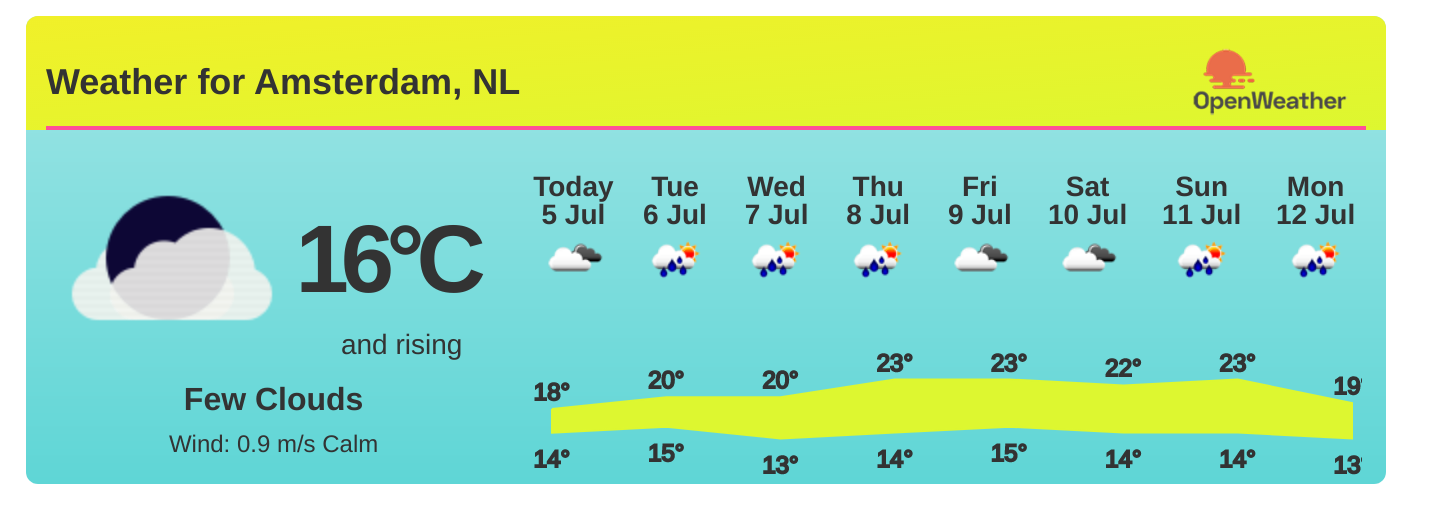 Weather for Amsterdam, NL
OpenWeather
16°C
and rising
Few Clouds
Wind: 0.9 m/s Calm
Today Tue Wed Thu Fri Sat Sun Mon
5 Jul 6 Jul 7 Jul 8 Jul 9 Jul 10 Jul 11 Jul 12 Jul
18° 20° 20° 23° 23° 22° 23° 19°
14° 15° 13° 14° 15° 14° 14° 13°